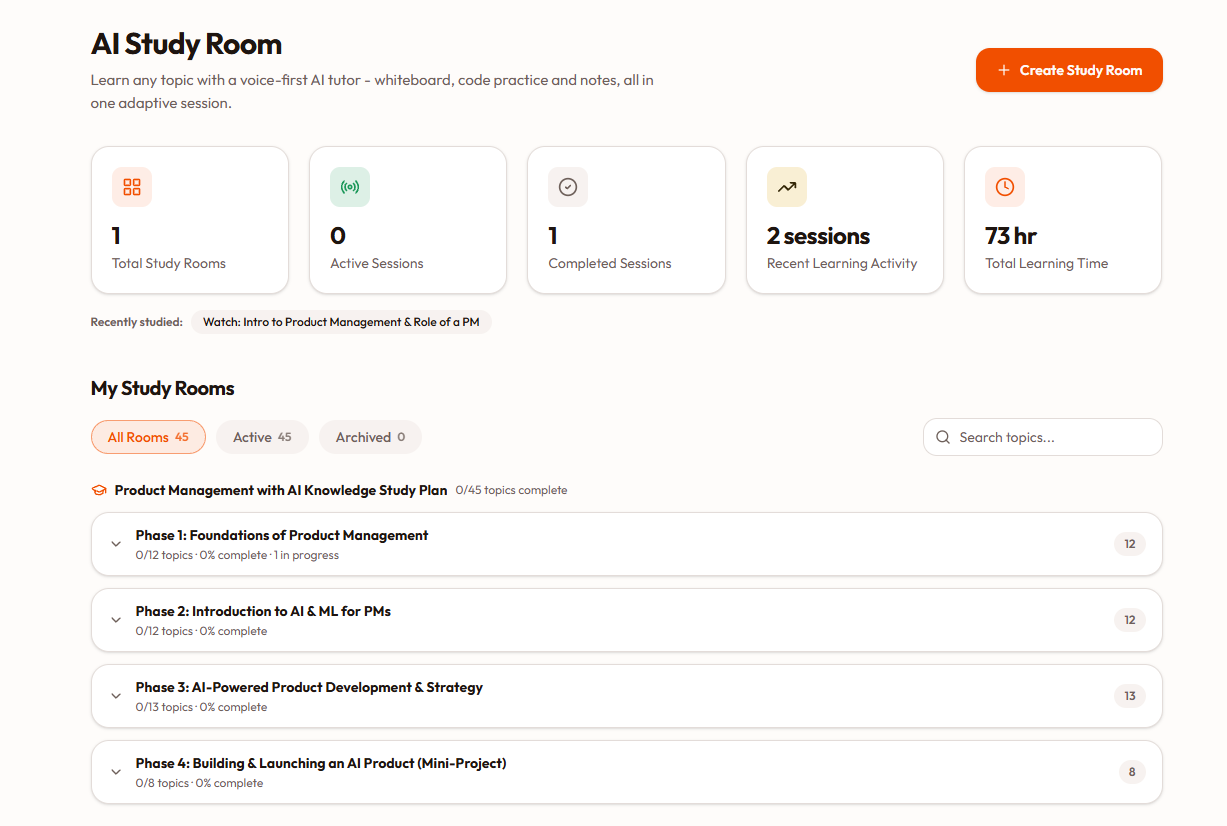 AI Study Room
Learn any topic with a voice-first AI tutor - whiteboard, code practice and notes, all in
one adaptive session.
+ Create Study Room
1
Total Study Rooms
0
Active Sessions
1
Completed Sessions
2 sessions
Recent Learning Activity
73 hr
Total Learning Time
Recently studied: Watch: Intro to Product Management & Role of a PM
My Study Rooms
All Rooms 45 Active 45 Archived 0
Search topics...
Product Management with AI Knowledge Study Plan 0/45 topics complete
Phase 1: Foundations of Product Management
0/12 topics · 0% complete · 1 in progress
12
Phase 2: Introduction to AI & ML for PMs
0/12 topics · 0% complete
12
Phase 3: AI-Powered Product Development & Strategy
0/13 topics · 0% complete
13
Phase 4: Building & Launching an AI Product (Mini-Project)
0/8 topics · 0% complete
8